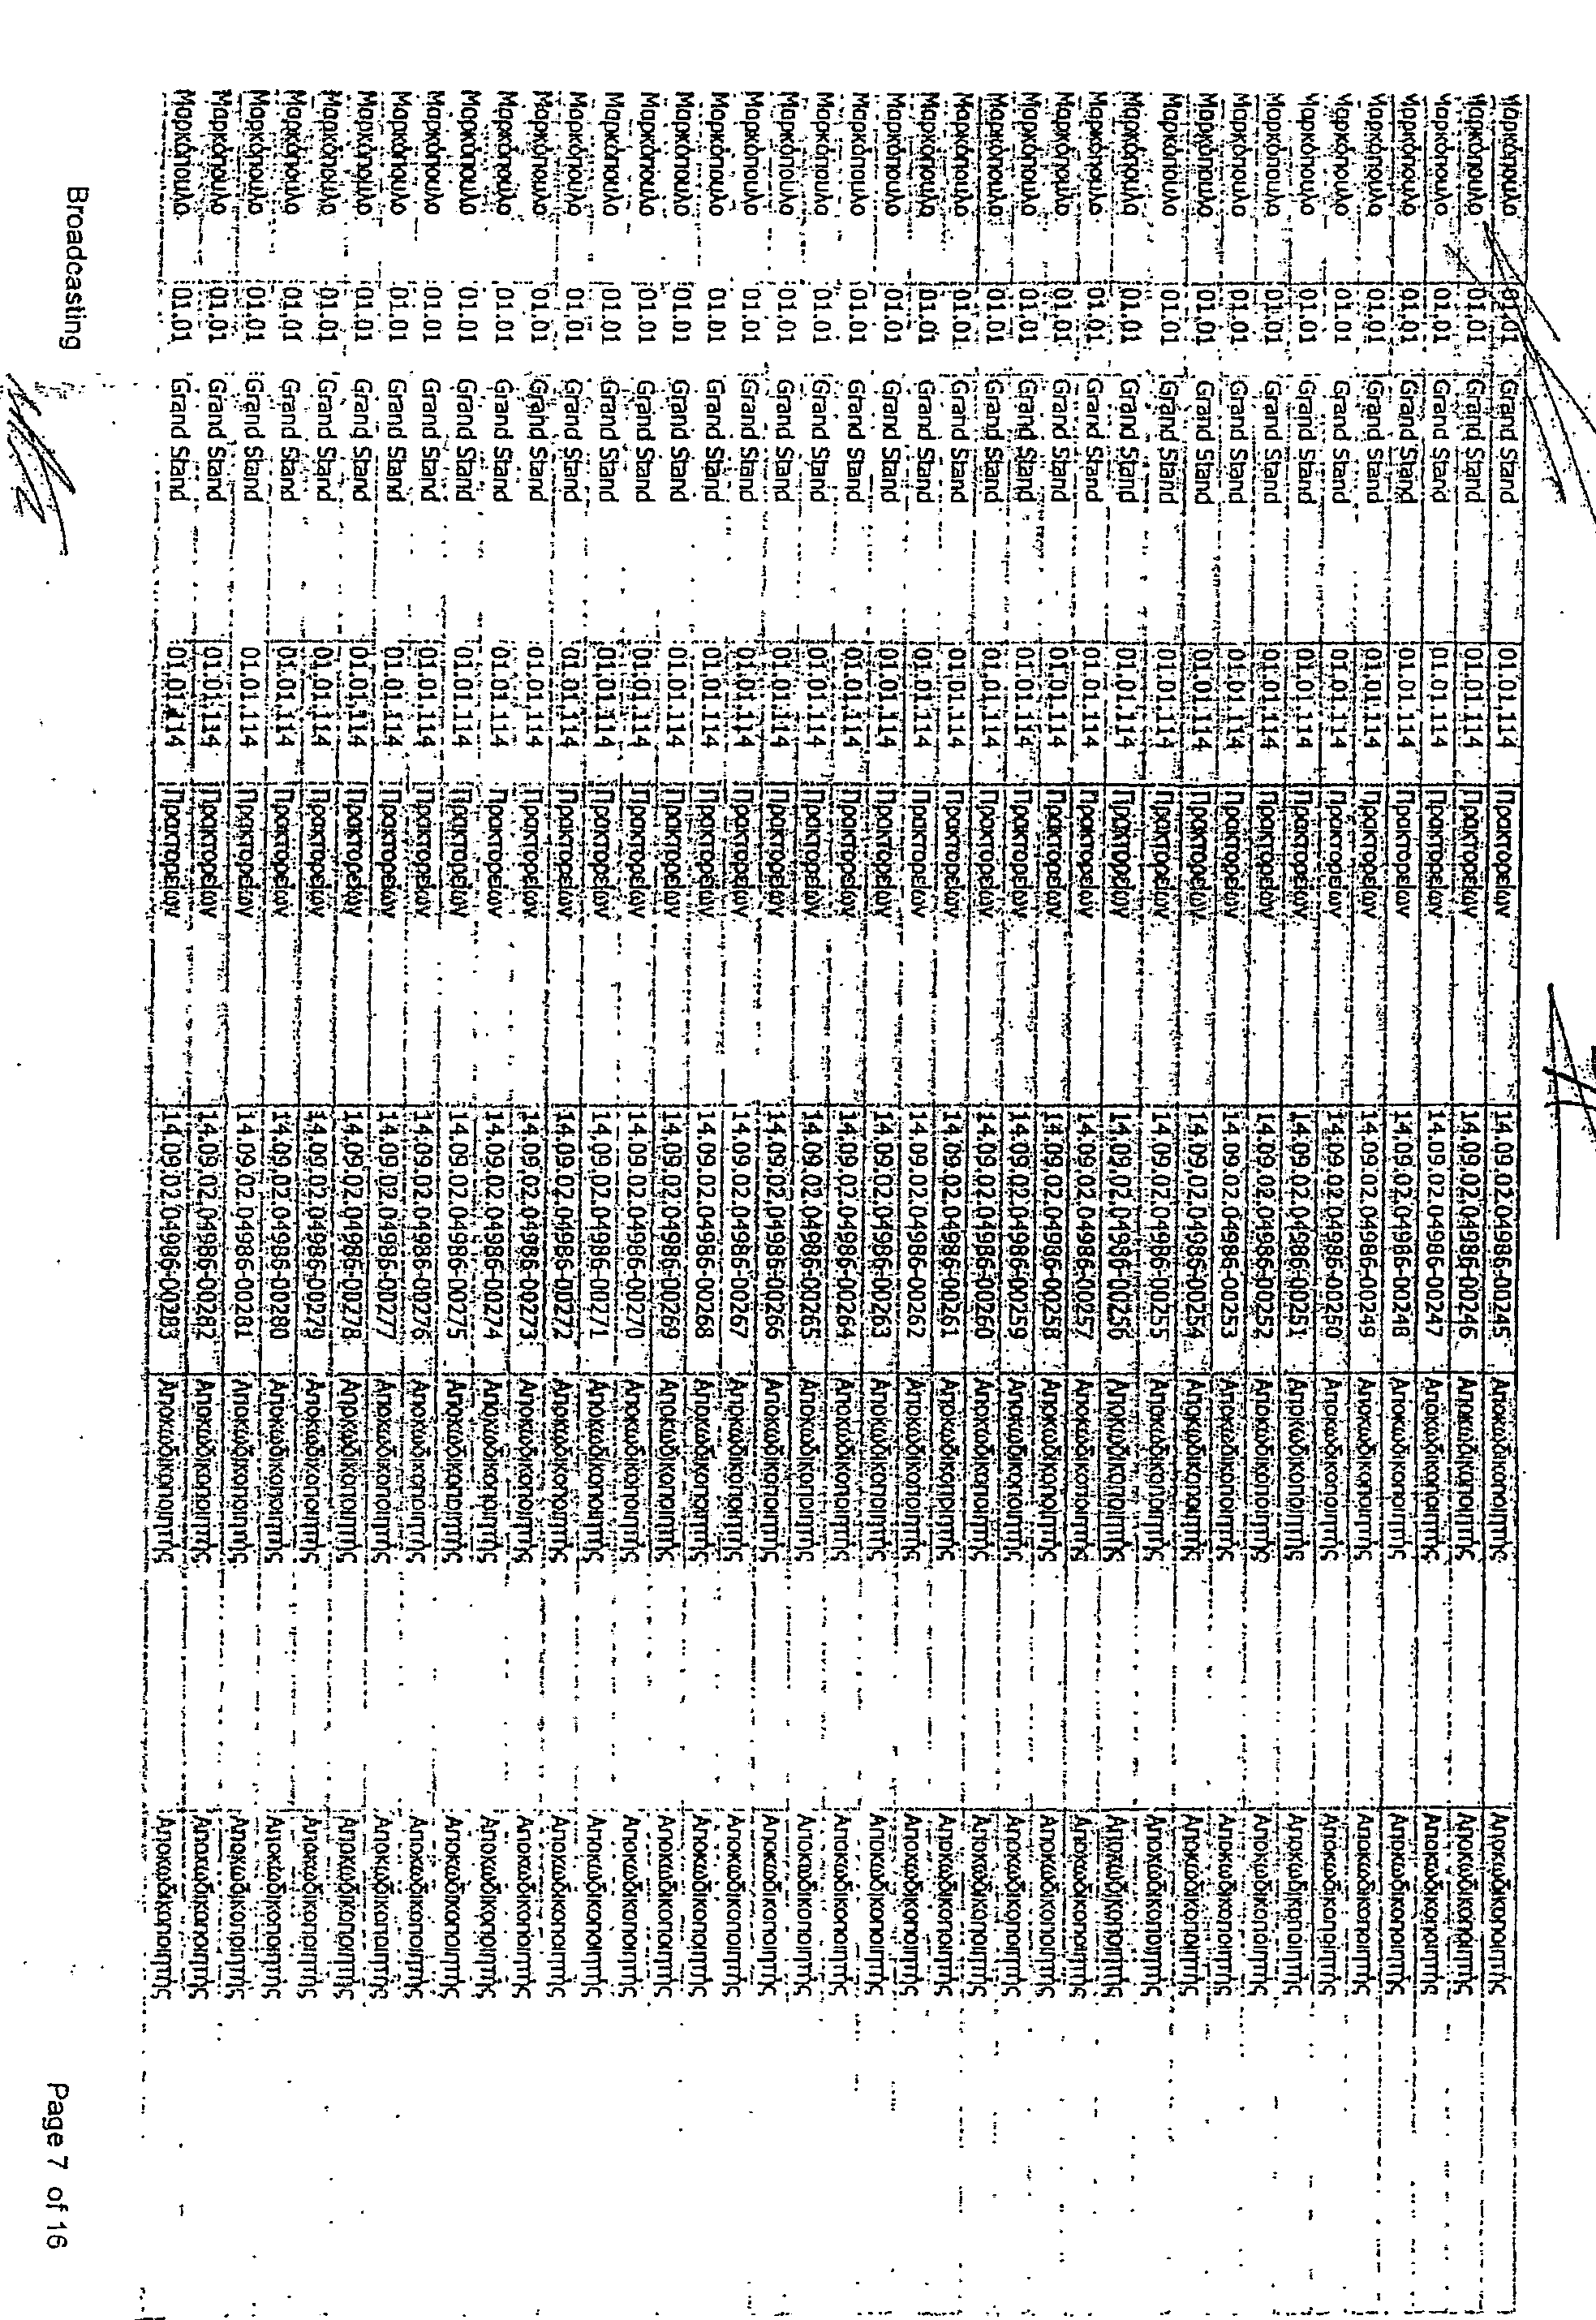 Μαρκόπουλο 01.01 Grand Stand 01.01.114 Πρακτορείων 14.09.02.04986-00245 Αποκωδικοποιητής Αποκωδικοποιητής
Μαρκόπουλο 01.01 Grand Stand 01.01.114 Πρακτορείων 14.09.02.04986-00246 Αποκωδικοποιητής Αποκωδικοποιητής
Μαρκόπουλο 01.01 Grand Stand 01.01.114 Πρακτορείων 14.09.02.04986-00247 Αποκωδικοποιητής Αποκωδικοποιητής
Μαρκόπουλο 01.01 Grand Stand 01.01.114 Πρακτορείων 14.09.02.04986-00248 Αποκωδικοποιητής Αποκωδικοποιητής
Μαρκόπουλο 01.01 Grand Stand 01.01.114 Πρακτορείων 14.09.02.04986-00249 Αποκωδικοποιητής Αποκωδικοποιητής
Μαρκόπουλο 01.01 Grand Stand 01.01.114 Πρακτορείων 14.09.02.04986-00250 Αποκωδικοποιητής Αποκωδικοποιητής
Μαρκόπουλο 01.01 Grand Stand 01.01.114 Πρακτορείων 14.09.02.04986-00251 Αποκωδικοποιητής Αποκωδικοποιητής
Μαρκόπουλο 01.01 Grand Stand 01.01.114 Πρακτορείων 14.09.02.04986-00252 Αποκωδικοποιητής Αποκωδικοποιητής
Μαρκόπουλο 01.01 Grand Stand 01.01.114 Πρακτορείων 14.09.02.04986-00253 Αποκωδικοποιητής Αποκωδικοποιητής
Μαρκόπουλο 01.01 Grand Stand 01.01.114 Πρακτορείων 14.09.02.04986-00254 Αποκωδικοποιητής Αποκωδικοποιητής
Μαρκόπουλο 01.01 Grand Stand 01.01.114 Πρακτορείων 14.09.02.04986-00255 Αποκωδικοποιητής Αποκωδικοποιητής
Μαρκόπουλο 01.01 Grand Stand 01.01.114 Πρακτορείων 14.09.02.04986-00256 Αποκωδικοποιητής Αποκωδικοποιητής
Μαρκόπουλο 01.01 Grand Stand 01.01.114 Πρακτορείων 14.09.02.04986-00257 Αποκωδικοποιητής Αποκωδικοποιητής
Μαρκόπουλο 01.01 Grand Stand 01.01.114 Πρακτορείων 14.09.02.04986-00258 Αποκωδικοποιητής Αποκωδικοποιητής
Μαρκόπουλο 01.01 Grand Stand 01.01.114 Πρακτορείων 14.09.02.04986-00259 Αποκωδικοποιητής Αποκωδικοποιητής
Μαρκόπουλο 01.01 Grand Stand 01.01.114 Πρακτορείων 14.09.02.04986-00260 Αποκωδικοποιητής Αποκωδικοποιητής
Μαρκόπουλο 01.01 Grand Stand 01.01.114 Πρακτορείων 14.09.02.04986-00261 Αποκωδικοποιητής Αποκωδικοποιητής
Μαρκόπουλο 01.01 Grand Stand 01.01.114 Πρακτορείων 14.09.02.04986-00262 Αποκωδικοποιητής Αποκωδικοποιητής
Μαρκόπουλο 01.01 Grand Stand 01.01.114 Πρακτορείων 14.09.02.04986-00263 Αποκωδικοποιητής Αποκωδικοποιητής
Μαρκόπουλο 01.01 Grand Stand 01.01.114 Πρακτορείων 14.09.02.04986-00264 Αποκωδικοποιητής Αποκωδικοποιητής
Μαρκόπουλο 01.01 Grand Stand 01.01.114 Πρακτορείων 14.09.02.04986-00265 Αποκωδικοποιητής Αποκωδικοποιητής
Μαρκόπουλο 01.01 Grand Stand 01.01.114 Πρακτορείων 14.09.02.04986-00266 Αποκωδικοποιητής Αποκωδικοποιητής
Μαρκόπουλο 01.01 Grand Stand 01.01.114 Πρακτορείων 14.09.02.04986-00267 Αποκωδικοποιητής Αποκωδικοποιητής
Μαρκόπουλο 01.01 Grand Stand 01.01.114 Πρακτορείων 14.09.02.04986-00268 Αποκωδικοποιητής Αποκωδικοποιητής
Μαρκόπουλο 01.01 Grand Stand 01.01.114 Πρακτορείων 14.09.02.04986-00269 Αποκωδικοποιητής Αποκωδικοποιητής
Μαρκόπουλο 01.01 Grand Stand 01.01.114 Πρακτορείων 14.09.02.04986-00270 Αποκωδικοποιητής Αποκωδικοποιητής
Μαρκόπουλο 01.01 Grand Stand 01.01.114 Πρακτορείων 14.09.02.04986-00271 Αποκωδικοποιητής Αποκωδικοποιητής
Μαρκόπουλο 01.01 Grand Stand 01.01.114 Πρακτορείων 14.09.02.04986-00272 Αποκωδικοποιητής Αποκωδικοποιητής
Μαρκόπουλο 01.01 Grand Stand 01.01.114 Πρακτορείων 14.09.02.04986-00273 Αποκωδικοποιητής Αποκωδικοποιητής
Μαρκόπουλο 01.01 Grand Stand 01.01.114 Πρακτορείων 14.09.02.04986-00274 Αποκωδικοποιητής Αποκωδικοποιητής
Μαρκόπουλο 01.01 Grand Stand 01.01.114 Πρακτορείων 14.09.02.04986-00275 Αποκωδικοποιητής Αποκωδικοποιητής
Μαρκόπουλο 01.01 Grand Stand 01.01.114 Πρακτορείων 14.09.02.04986-00276 Αποκωδικοποιητής Αποκωδικοποιητής
Μαρκόπουλο 01.01 Grand Stand 01.01.114 Πρακτορείων 14.09.02.04986-00277 Αποκωδικοποιητής Αποκωδικοποιητής
Μαρκόπουλο 01.01 Grand Stand 01.01.114 Πρακτορείων 14.09.02.04986-00278 Αποκωδικοποιητής Αποκωδικοποιητής
Μαρκόπουλο 01.01 Grand Stand 01.01.114 Πρακτορείων 14.09.02.04986-00279 Αποκωδικοποιητής Αποκωδικοποιητής
Μαρκόπουλο 01.01 Grand Stand 01.01.114 Πρακτορείων 14.09.02.04986-00280 Αποκωδικοποιητής Αποκωδικοποιητής
Μαρκόπουλο 01.01 Grand Stand 01.01.114 Πρακτορείων 14.09.02.04986-00281 Αποκωδικοποιητής Αποκωδικοποιητής
Μαρκόπουλο 01.01 Grand Stand 01.01.114 Πρακτορείων 14.09.02.04986-00282 Αποκωδικοποιητής Αποκωδικοποιητής
Μαρκόπουλο 01.01 Grand Stand 01.01.114 Πρακτορείων 14.09.02.04986-00283 Αποκωδικοποιητής Αποκωδικοποιητής
Broadcasting Page 7 of 16